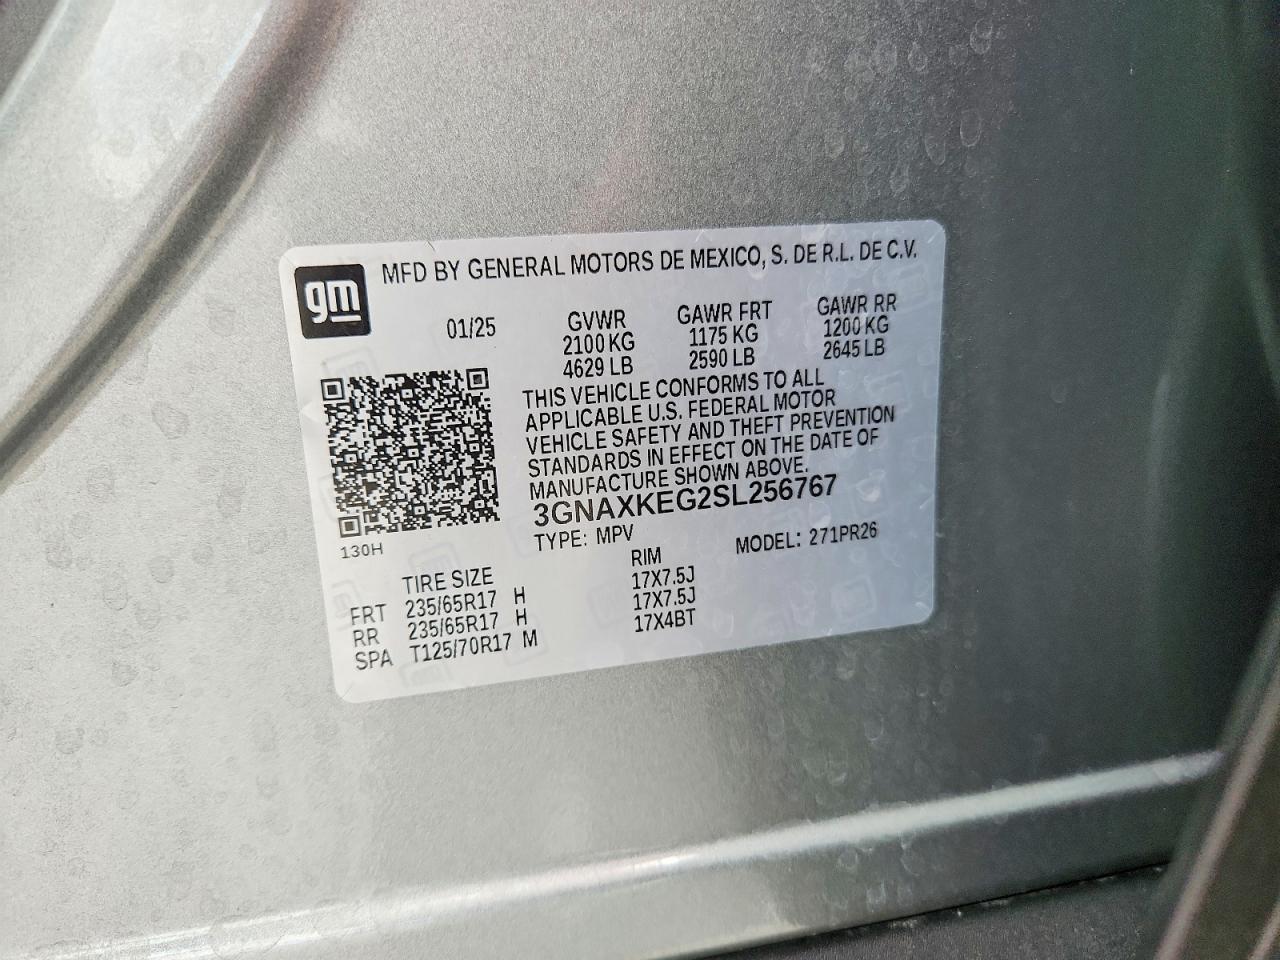 gm
MFD BY GENERAL MOTORS DE MEXICO, S. DE R.L. DE C.V.
01/25 GVWR GAWR FRT GAWR RR
2100 KG 1175 KG 1200 KG
4629 LB 2590 LB 2645 LB
THIS VEHICLE CONFORMS TO ALL
APPLICABLE U.S. FEDERAL MOTOR
VEHICLE SAFETY AND THEFT PREVENTION
STANDARDS IN EFFECT ON THE DATE OF
MANUFACTURE SHOWN ABOVE.
3GNAXKEG2SL256767
130H
TYPE: MPV MODEL: 271PR26
TIRE SIZE RIM
FRT 235/65R17 H 17X7.5J
RR 235/65R17 H 17X7.5J
SPA T125/70R17 M 17X4BT